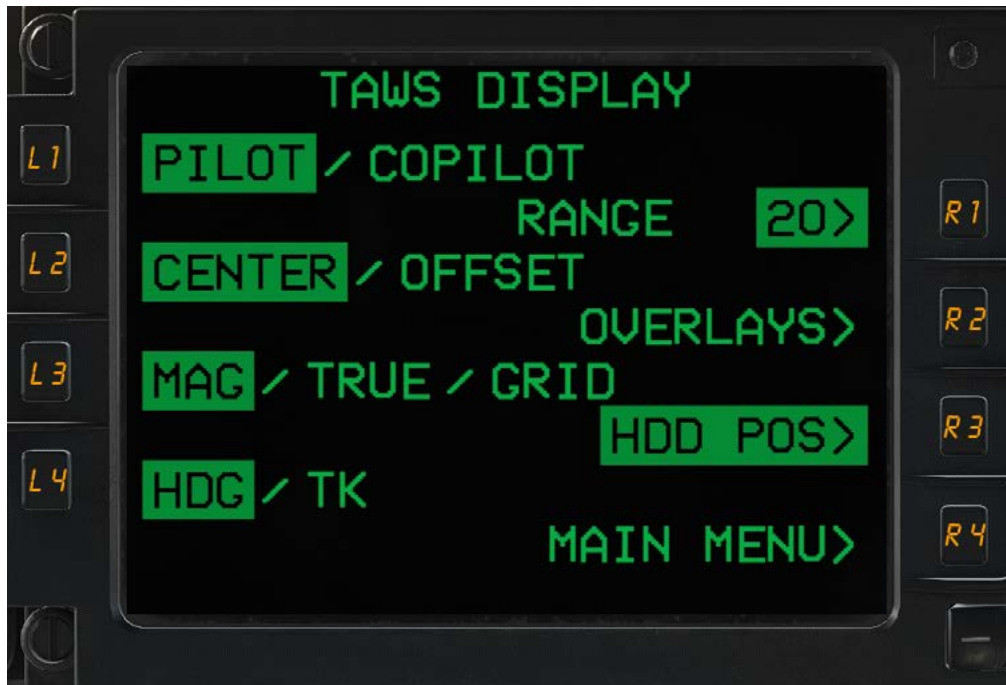 TAWS DISPLAY
L1
PILOT / COPILOT
RANGE 20>
R1
L2
CENTER / OFFSET
OVERLAYS>
R2
L3
MAG / TRUE / GRID
HDD POS>
R3
L4
HDG / TK
MAIN MENU>
R4